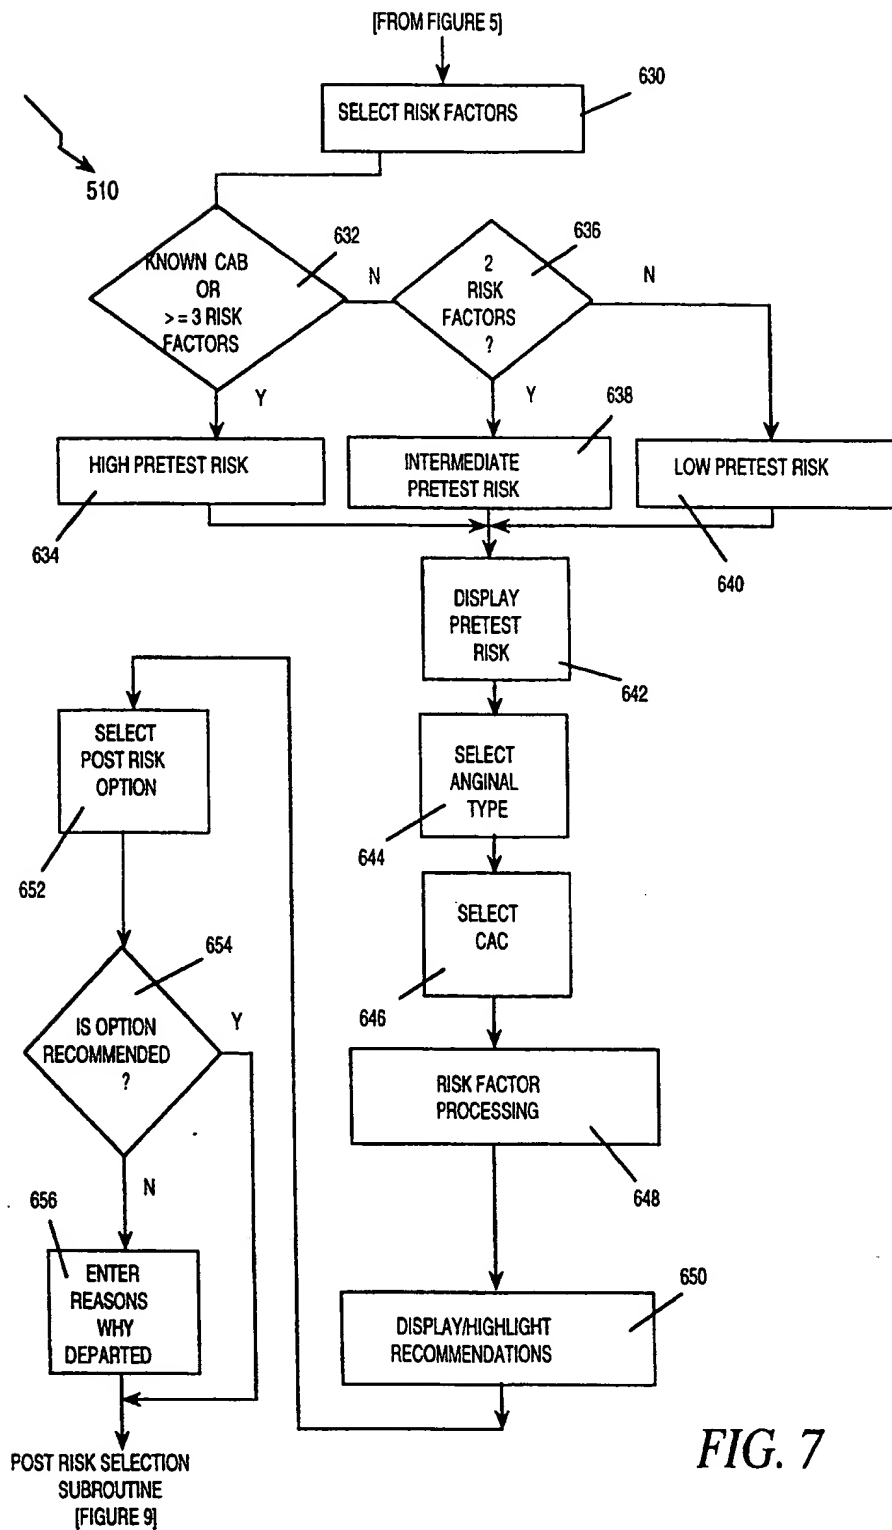 [FROM FIGURE 5]
630
SELECT RISK FACTORS
510
632
KNOWN CAB
OR
> = 3 RISK
FACTORS
N
636
2
RISK
FACTORS
?
N
Y
Y
638
HIGH PRETEST RISK
INTERMEDIATE
PRETEST RISK
LOW PRETEST RISK
634
640
DISPLAY
PRETEST
RISK
642
SELECT
POST RISK
OPTION
652
SELECT
ANGINAL
TYPE
644
SELECT
CAC
646
654
IS OPTION
RECOMMENDED
?
Y
N
RISK FACTOR
PROCESSING
648
656
ENTER
REASONS
WHY
DEPARTED
650
DISPLAY/HIGHLIGHT
RECOMMENDATIONS
POST RISK SELECTION
SUBROUTINE
[FIGURE 9]
FIG. 7